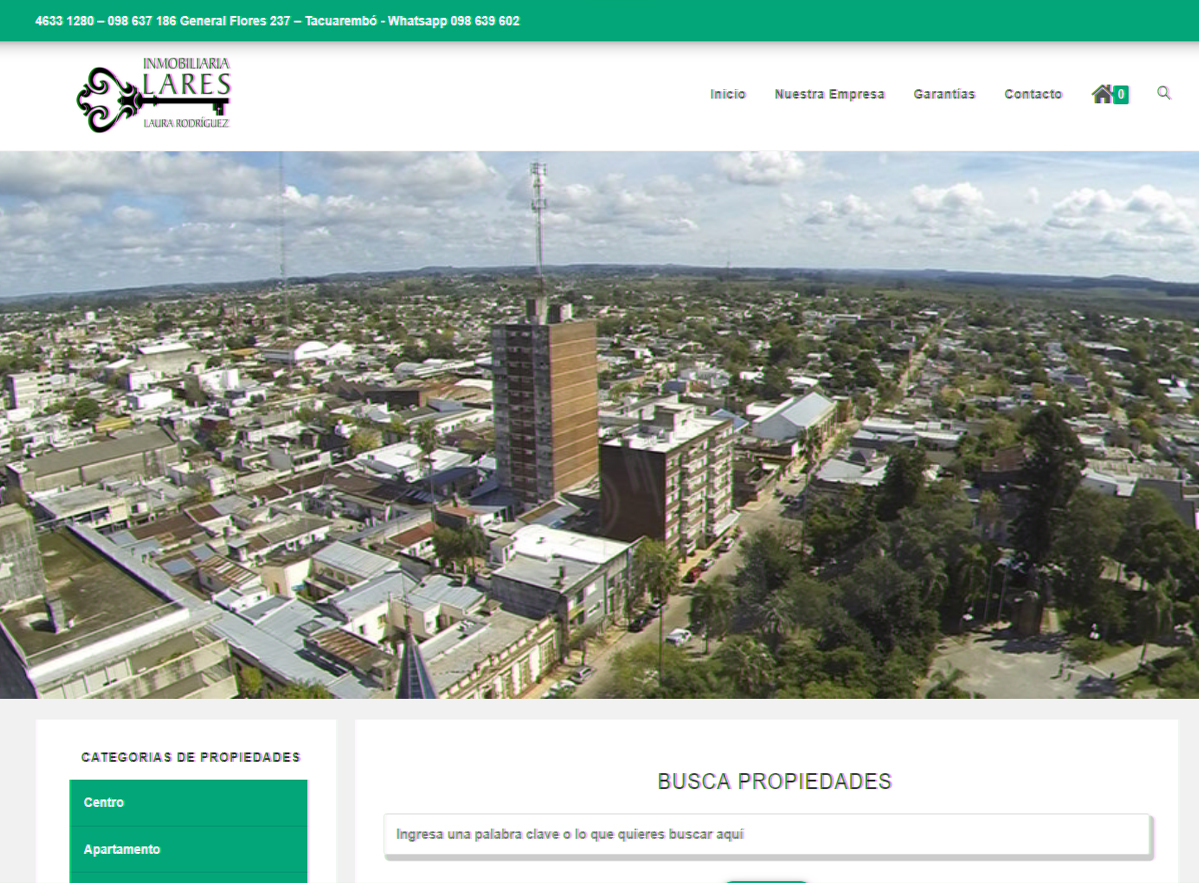 4633 1280 – 098 637 186 General Flores 237 – Tacuarembó - Whatsapp 098 639 602
INMOBILIARIA
LARES
LAURA RODRÍGUEZ
Inicio Nuestra Empresa Garantías Contacto 0
CATEGORIAS DE PROPIEDADES
Centro
Apartamento
BUSCA PROPIEDADES
Ingresa una palabra clave o lo que quieres buscar aquí